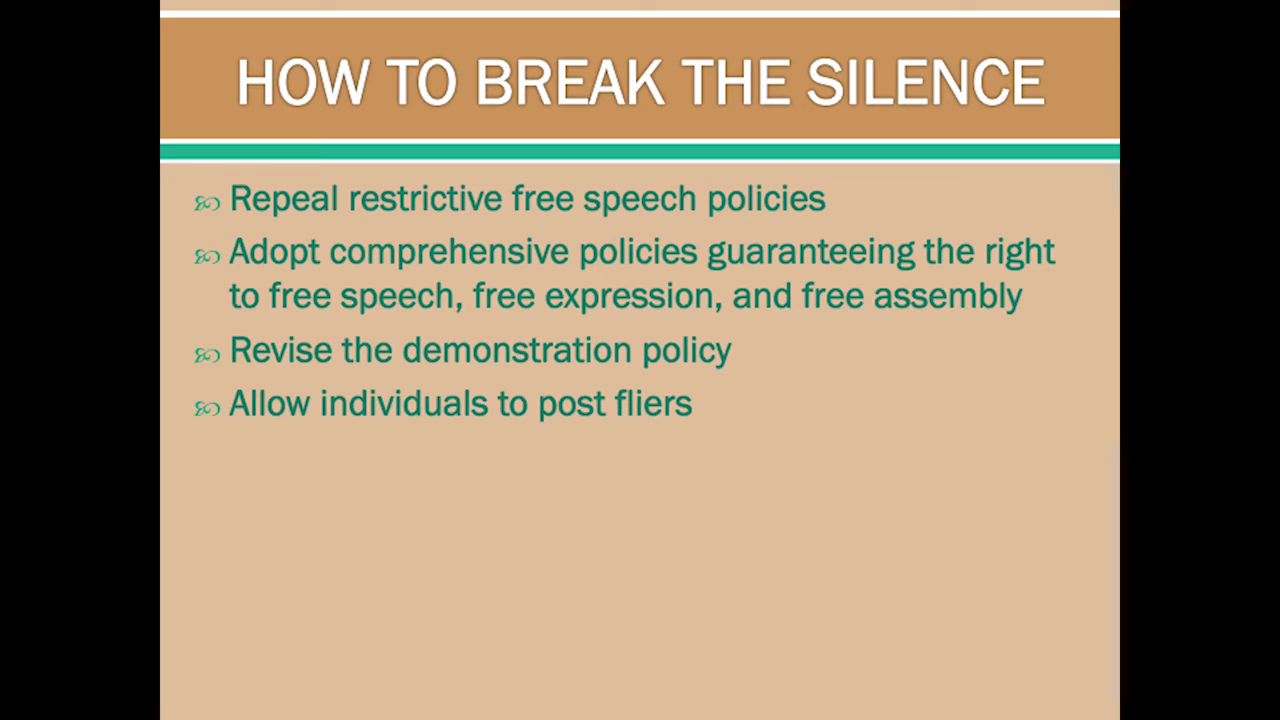 HOW TO BREAK THE SILENCE
Repeal restrictive free speech policies
Adopt comprehensive policies guaranteeing the right
to free speech, free expression, and free assembly
Revise the demonstration policy
Allow individuals to post fliers